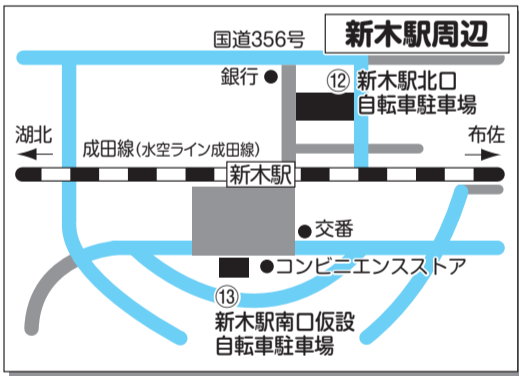 新木駅周辺
国道356号
銀行
⑫ 新木駅北口
自転車駐車場
湖北
成田線(水空ライン成田線)
布佐
新木駅
交番
コンビニエンスストア
⑬
新木駅南口仮設
自転車駐車場